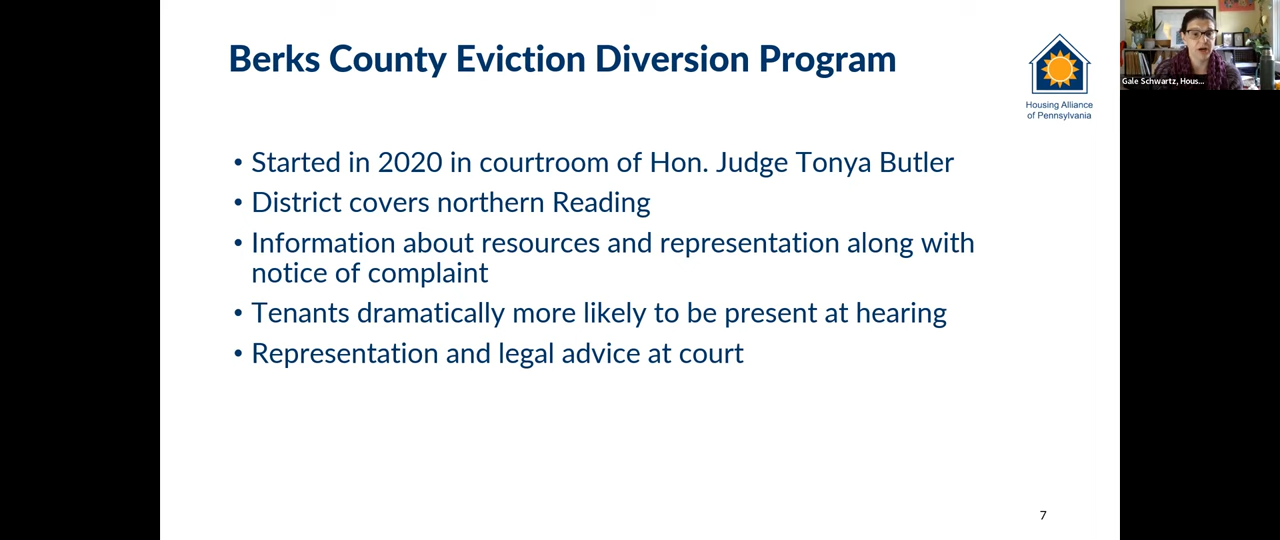 Berks County Eviction Diversion Program
Housing Alliance
of Pennsylvania
Gale Schwartz, Hous...
• Started in 2020 in courtroom of Hon. Judge Tonya Butler
• District covers northern Reading
• Information about resources and representation along with
notice of complaint
• Tenants dramatically more likely to be present at hearing
• Representation and legal advice at court
7